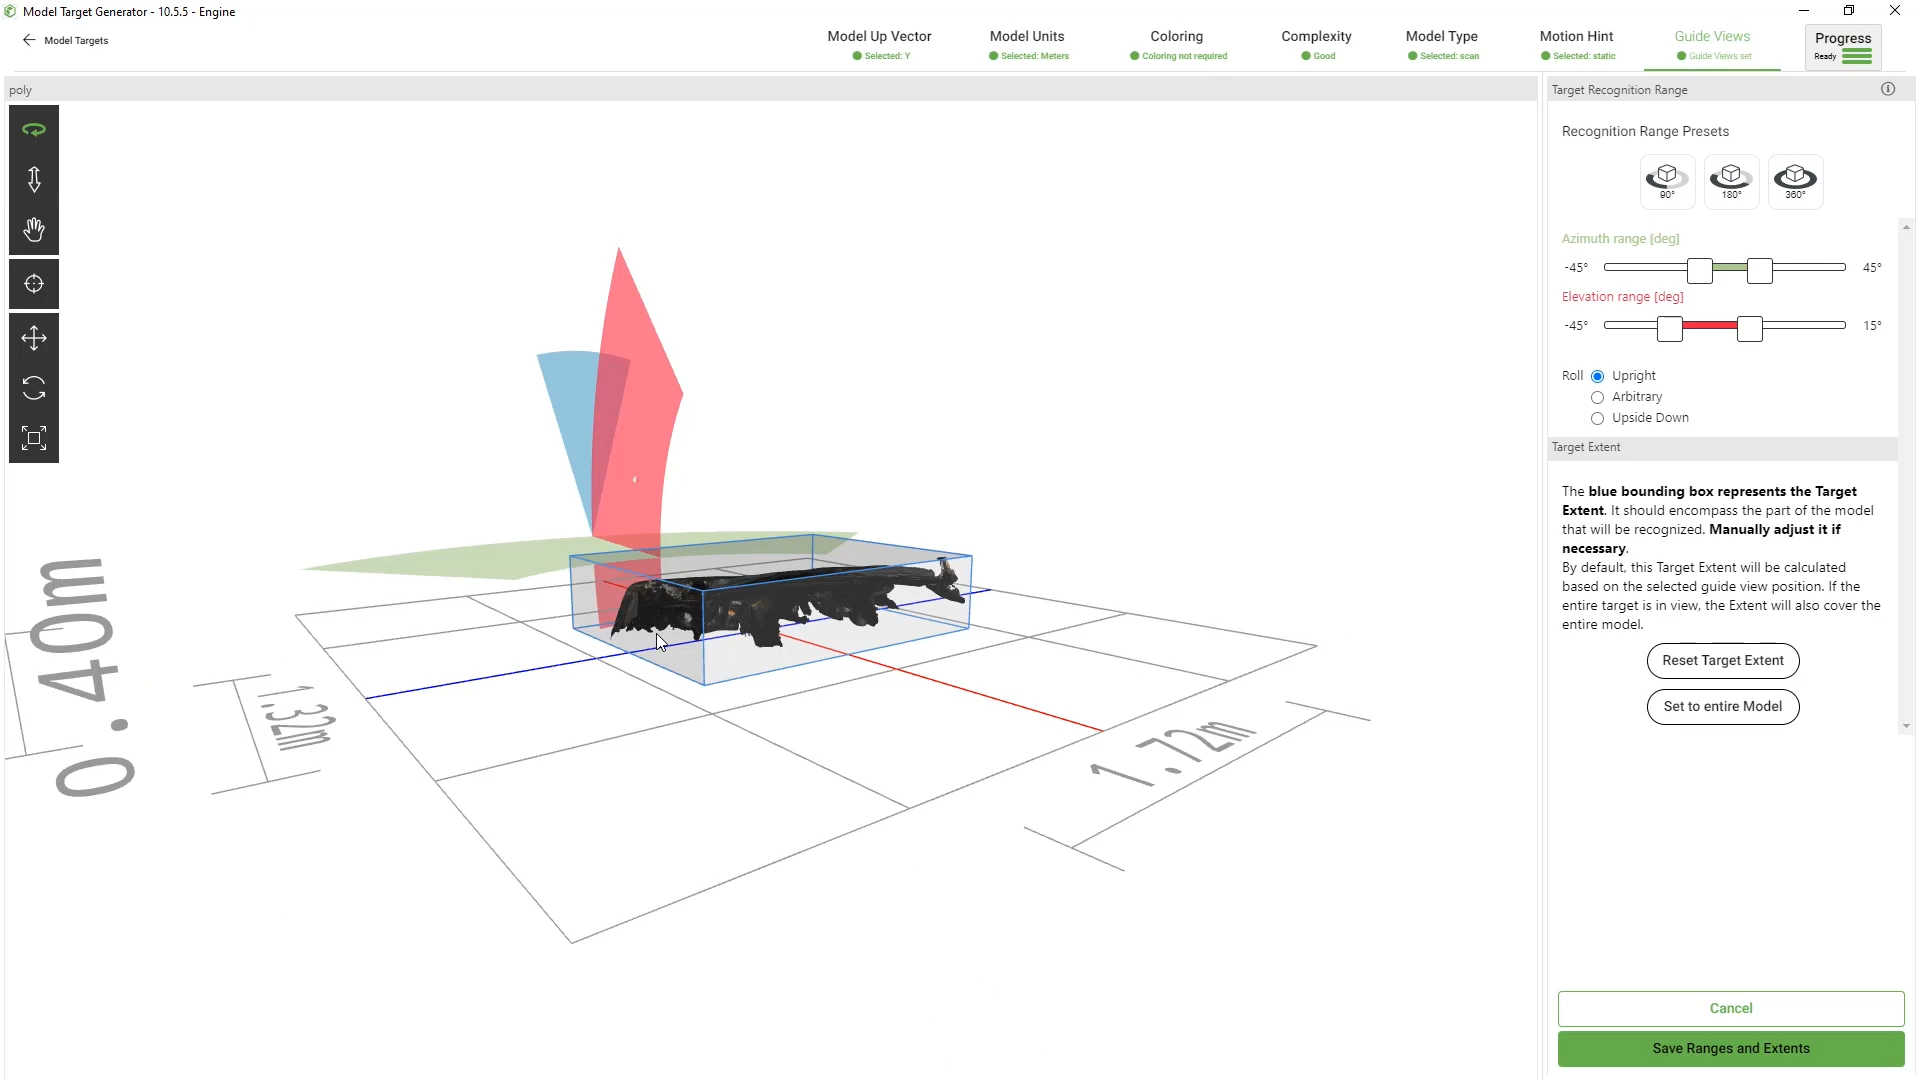 Model Target Generator - 10.5.5 - Engine
Model Targets
Model Up Vector
Selected: Y
Model Units
Selected: Meters
Coloring
Coloring not required
Complexity
Good
Model Type
Selected: scan
Motion Hint
Selected: static
Guide Views
Guide Views set
Progress
Ready
poly
0.40m
1.31m
1.72m
Target Recognition Range
Recognition Range Presets
90°
180°
360°
Azimuth range [deg]
-45°
45°
Elevation range [deg]
-45°
15°
Roll
Upright
Arbitrary
Upside Down
Target Extent
The blue bounding box represents the Target
Extent. It should encompass the part of the model
that will be recognized. Manually adjust it if
necessary.
By default, this Target Extent will be calculated
based on the selected guide view position. If the
entire target is in view, the Extent will also cover the
entire model.
Reset Target Extent
Set to entire Model
Cancel
Save Ranges and Extents